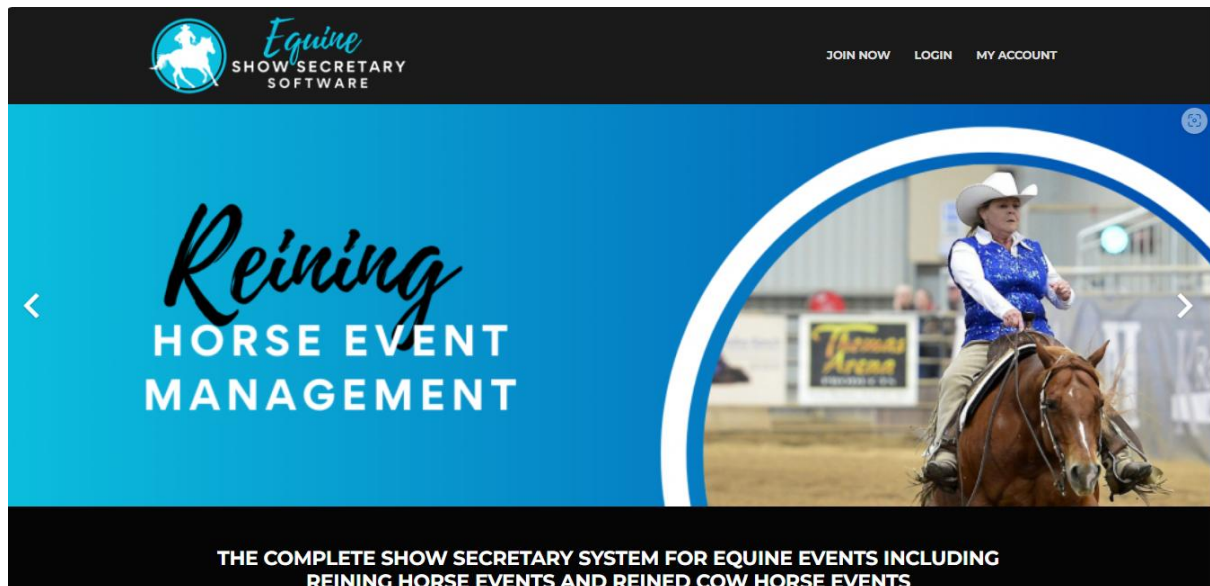 Equine
SHOW SECRETARY
SOFTWARE
JOIN NOW LOGIN MY ACCOUNT
Reining
HORSE EVENT
MANAGEMENT
Thomas
Arena
PRODUCTS
THE COMPLETE SHOW SECRETARY SYSTEM FOR EQUINE EVENTS INCLUDING
REINING HORSE EVENTS AND REINED COW HORSE EVENTS